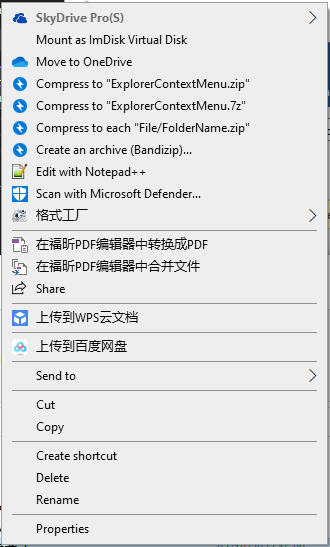 SkyDrive Pro(S)
Mount as ImDisk Virtual Disk
Move to OneDrive
Compress to "ExplorerContextMenu.zip"
Compress to "ExplorerContextMenu.7z"
Compress to each "File/FolderName.zip"
Create an archive (Bandizip)...
Edit with Notepad++
Scan with Microsoft Defender...
格式工厂
在福昕PDF编辑器中转换成PDF
在福昕PDF编辑器中合并文件
Share
上传到WPS云文档
上传到百度网盘
Send to
Cut
Copy
Create shortcut
Delete
Rename
Properties